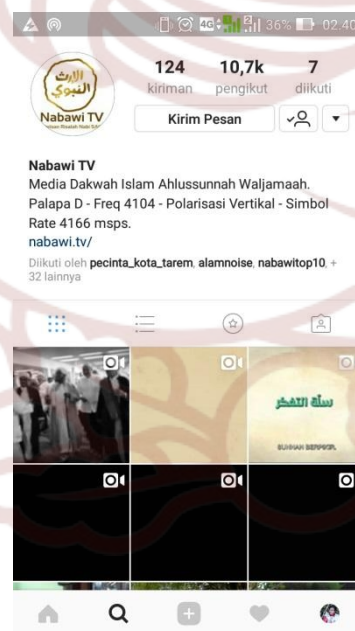 4G 36% 02.40
الإرث
النبوي
Nabawi TV
124 10,7k 7
kiriman pengikut diikuti
Kirim Pesan
Nabawi TV
Media Dakwah Islam Ahlussunnah Waljamaah.
Palapa D - Freq 4104 - Polarisasi Vertikal - Simbol
Rate 4166 msps.
nabawi.tv/
Diikuti oleh pecinta_kota_tarem, alamnoise, nabawitop10, +
32 lainnya
سنّة التفكر
SUNNAH BERPIKIR